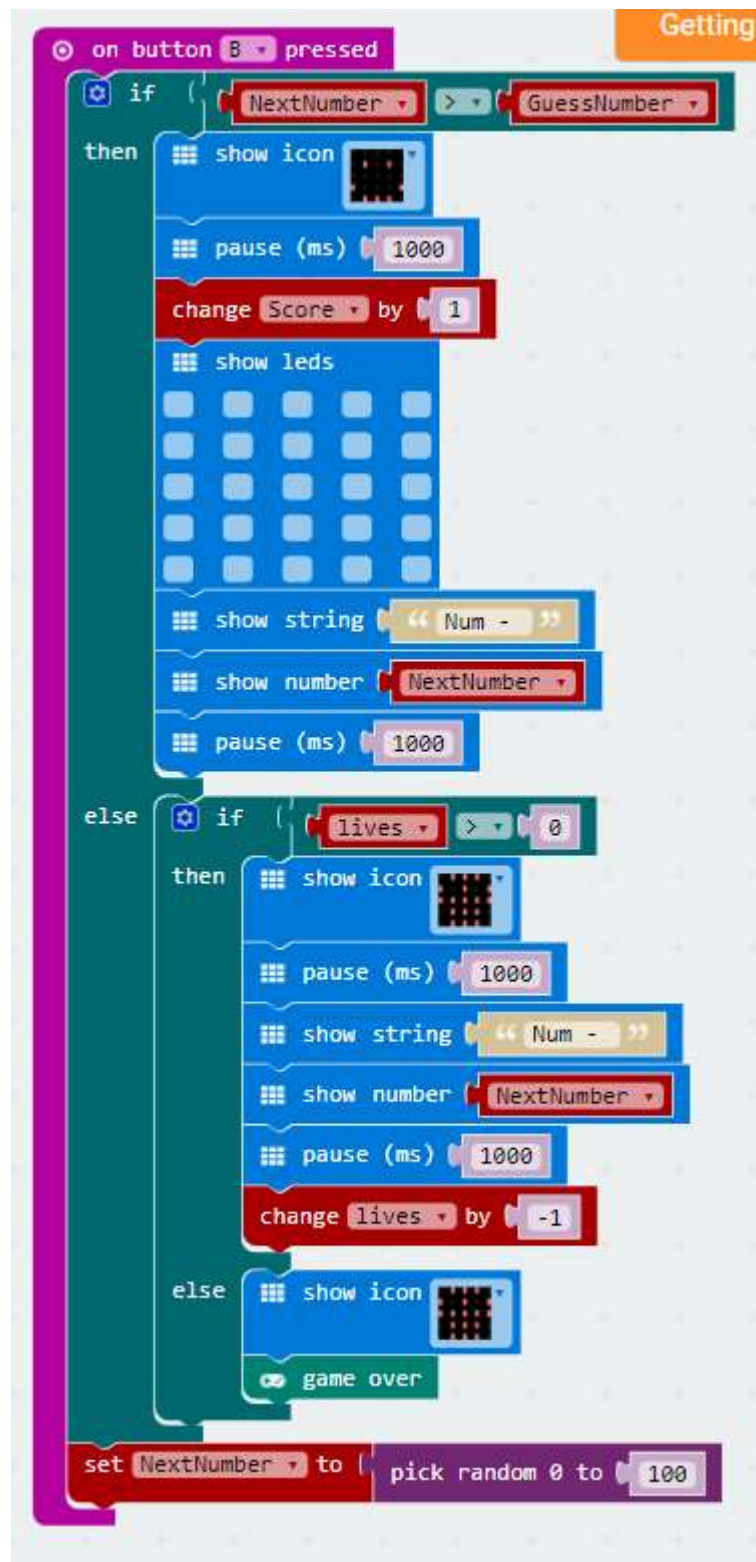 Getting
on button B pressed
if NextNumber > GuessNumber
then show icon
pause (ms) 1000
change Score by 1
show leds
show string “ Num - ”
show number NextNumber
pause (ms) 1000
else if lives > 0
then show icon
pause (ms) 1000
show string “ Num - ”
show number NextNumber
pause (ms) 1000
change lives by -1
else show icon
game over
set NextNumber to pick random 0 to 100